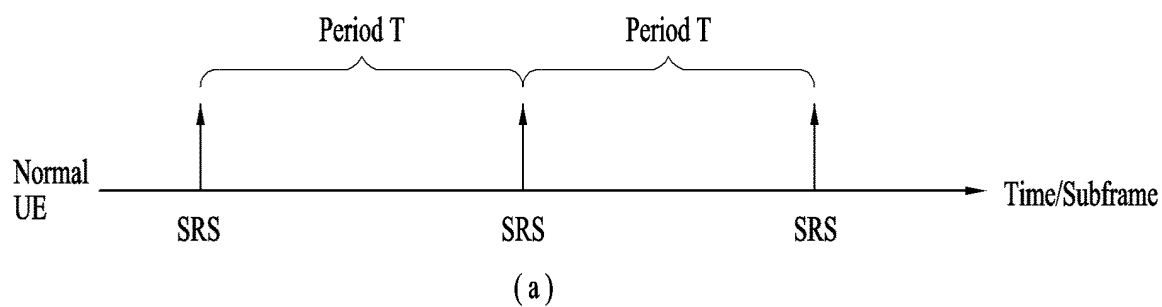 Period T
Period T
Normal
UE
Time/Subframe
SRS
SRS
SRS
(a)